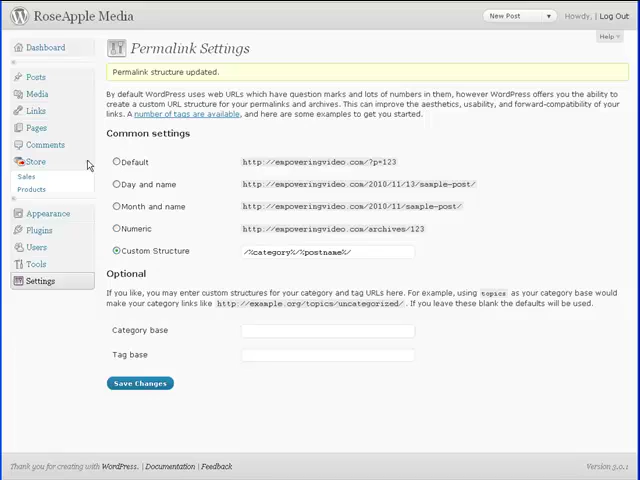 RoseApple Media
New Post
Howdy, | Log Out
Help
Dashboard
Posts
Media
Links
Pages
Comments
Store
Sales
Products
Appearance
Plugins
Users
Tools
Settings
Permalink Settings
Permalink structure updated.
By default WordPress uses web URLs which have question marks and lots of numbers in them, however WordPress offers you the ability to
create a custom URL structure for your permalinks and archives. This can improve the aesthetics, usability, and forward-compatibility of your
links. A number of tags are available, and here are some examples to get you started.
Common settings
Default http://empoweringvideo.com/?p=123
Day and name http://empoweringvideo.com/2010/11/13/sample-post/
Month and name http://empoweringvideo.com/2010/11/sample-post/
Numeric http://empoweringvideo.com/archives/123
Custom Structure /%category%/%postname%/
Optional
If you like, you may enter custom structures for your category and tag URLs here. For example, using topics as your category base would
make your category links like http://example.org/topics/uncategorized/. If you leave these blank the defaults will be used.
Category base
Tag base
Save Changes
Thank you for creating with WordPress. | Documentation | Feedback
Version 3.0.1